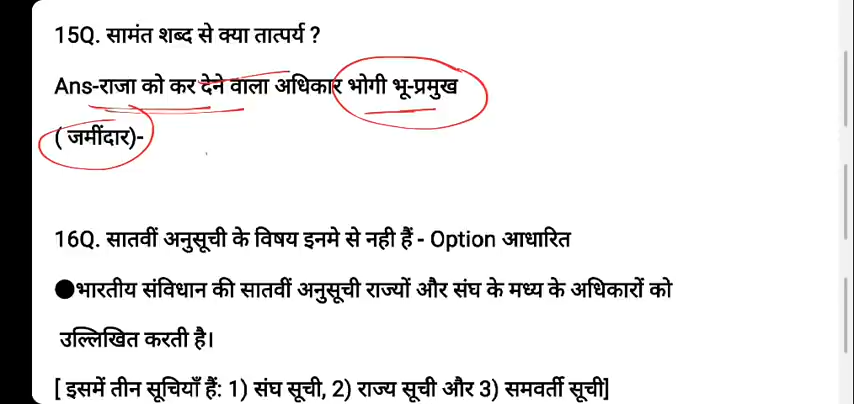 15Q. सामंत शब्द से क्या तात्पर्य ?
Ans-राजा को कर देने वाला अधिकार भोगी भू-प्रमुख
( जमींदार)-
16Q. सातवीं अनुसूची के विषय इनमे से नही हैं - Option आधारित
●भारतीय संविधान की सातवीं अनुसूची राज्यों और संघ के मध्य के अधिकारों को
उल्लिखित करती है।
[ इसमें तीन सूचियाँ हैं: 1) संघ सूची, 2) राज्य सूची और 3) समवर्ती सूची]